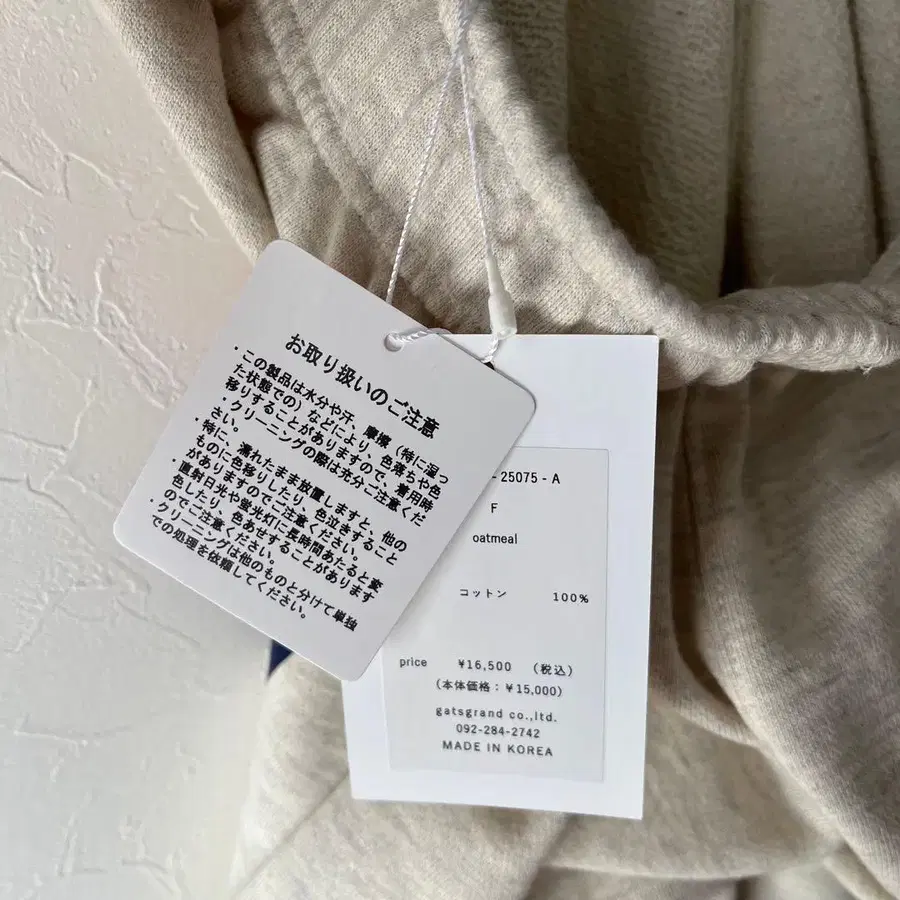 お取り扱いのご注意
・この製品は水分や汗、摩擦（特に湿っ
た状態での）などにより、色落ちや色
移りすることがありますので、着用時
・クリーニングの際は充分ご注意くだ
さい。
・特に、濡れたまま放置しますと、他の
ものに色移りしたり、色泣きすること
がありますのでご注意ください。
・直射日光や蛍光灯に長時間あたると変
色したり、色あせすることがあります
のでご注意ください。
・クリーニングは他のものと分けて単独
での処理を依頼してください。
- 25075 - A
F
oatmeal
コットン 100%
price ¥16,500 （税込）
（本体価格：¥15,000）
gatsgrand co.,ltd.
092-284-2742
MADE IN KOREA